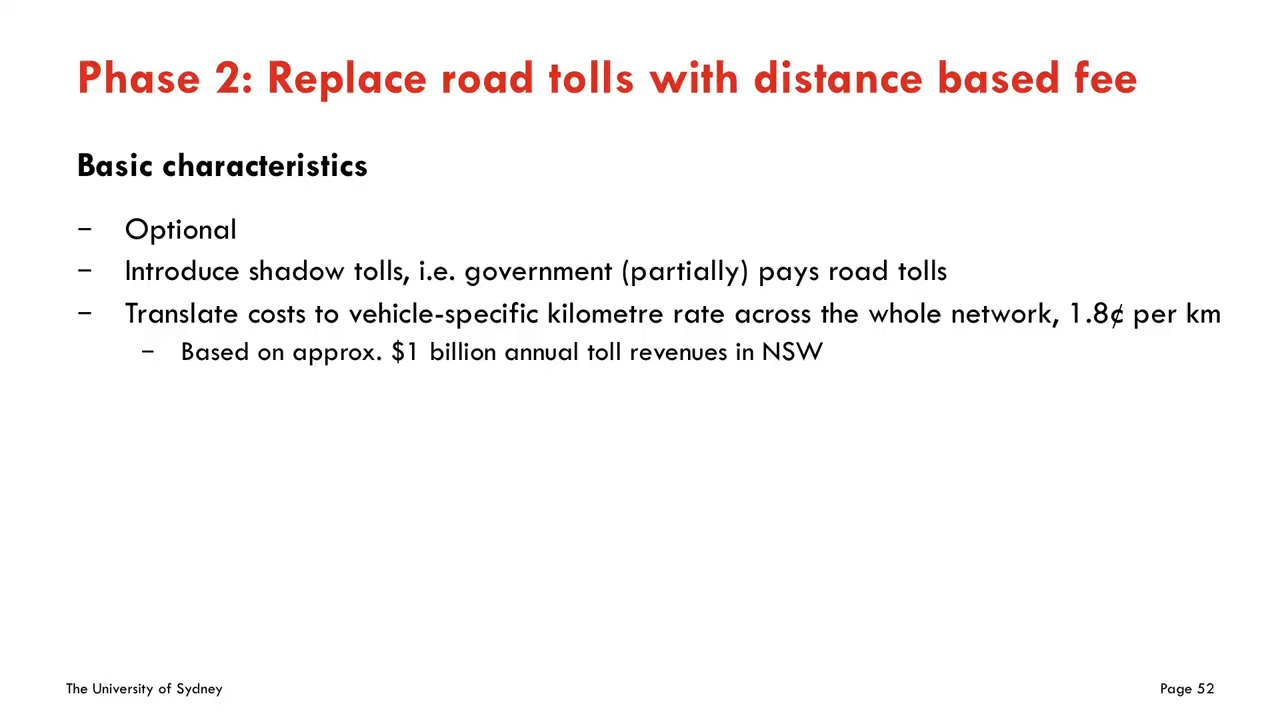 Phase 2: Replace road tolls with distance based fee
Basic characteristics
– Optional
– Introduce shadow tolls, i.e. government (partially) pays road tolls
– Translate costs to vehicle-specific kilometre rate across the whole network, 1.8¢ per km
– Based on approx. $1 billion annual toll revenues in NSW
The University of Sydney
Page 52